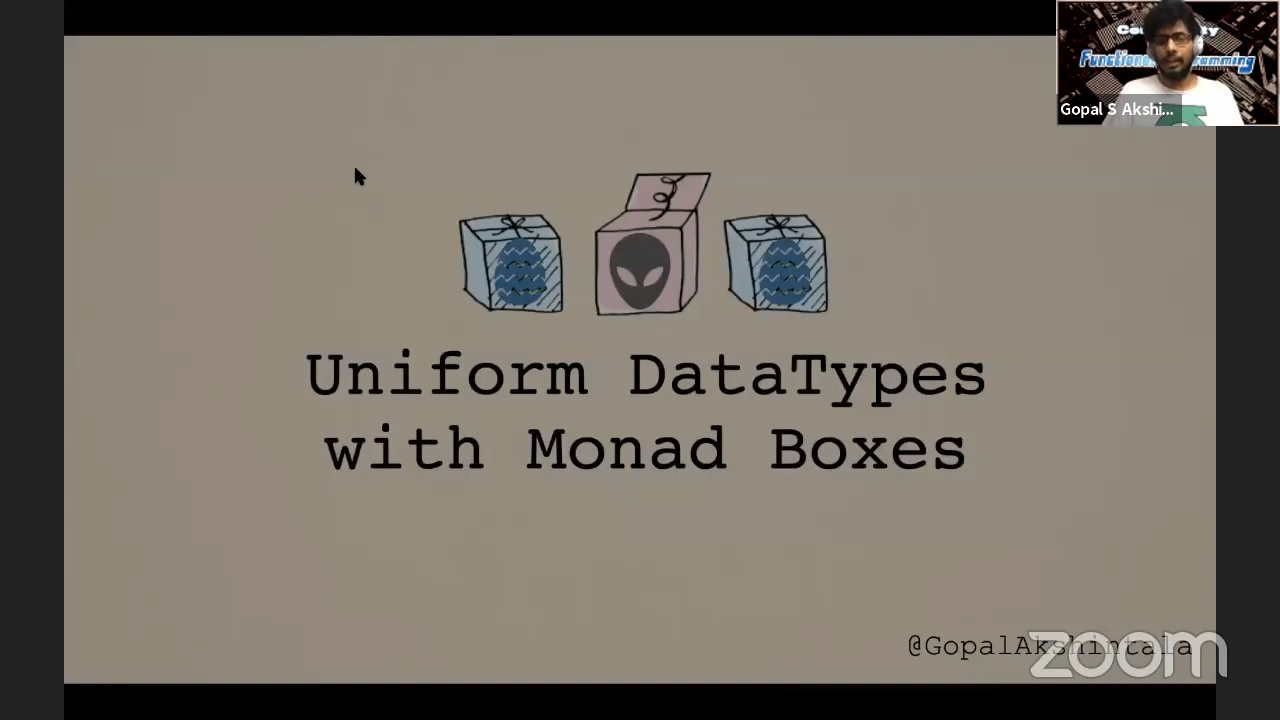 Gopal S Akshi...
Uniform DataTypes
with Monad Boxes
@GopalAkshintala
zoom